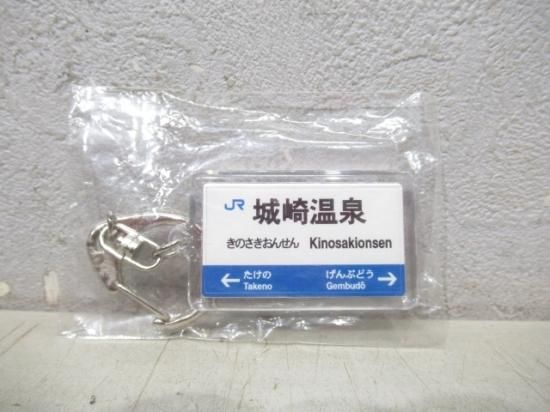 JR 城崎温泉
きのさきおんせん Kinosakionsen
← たけの げんぶどう →
Takeno Gembudō